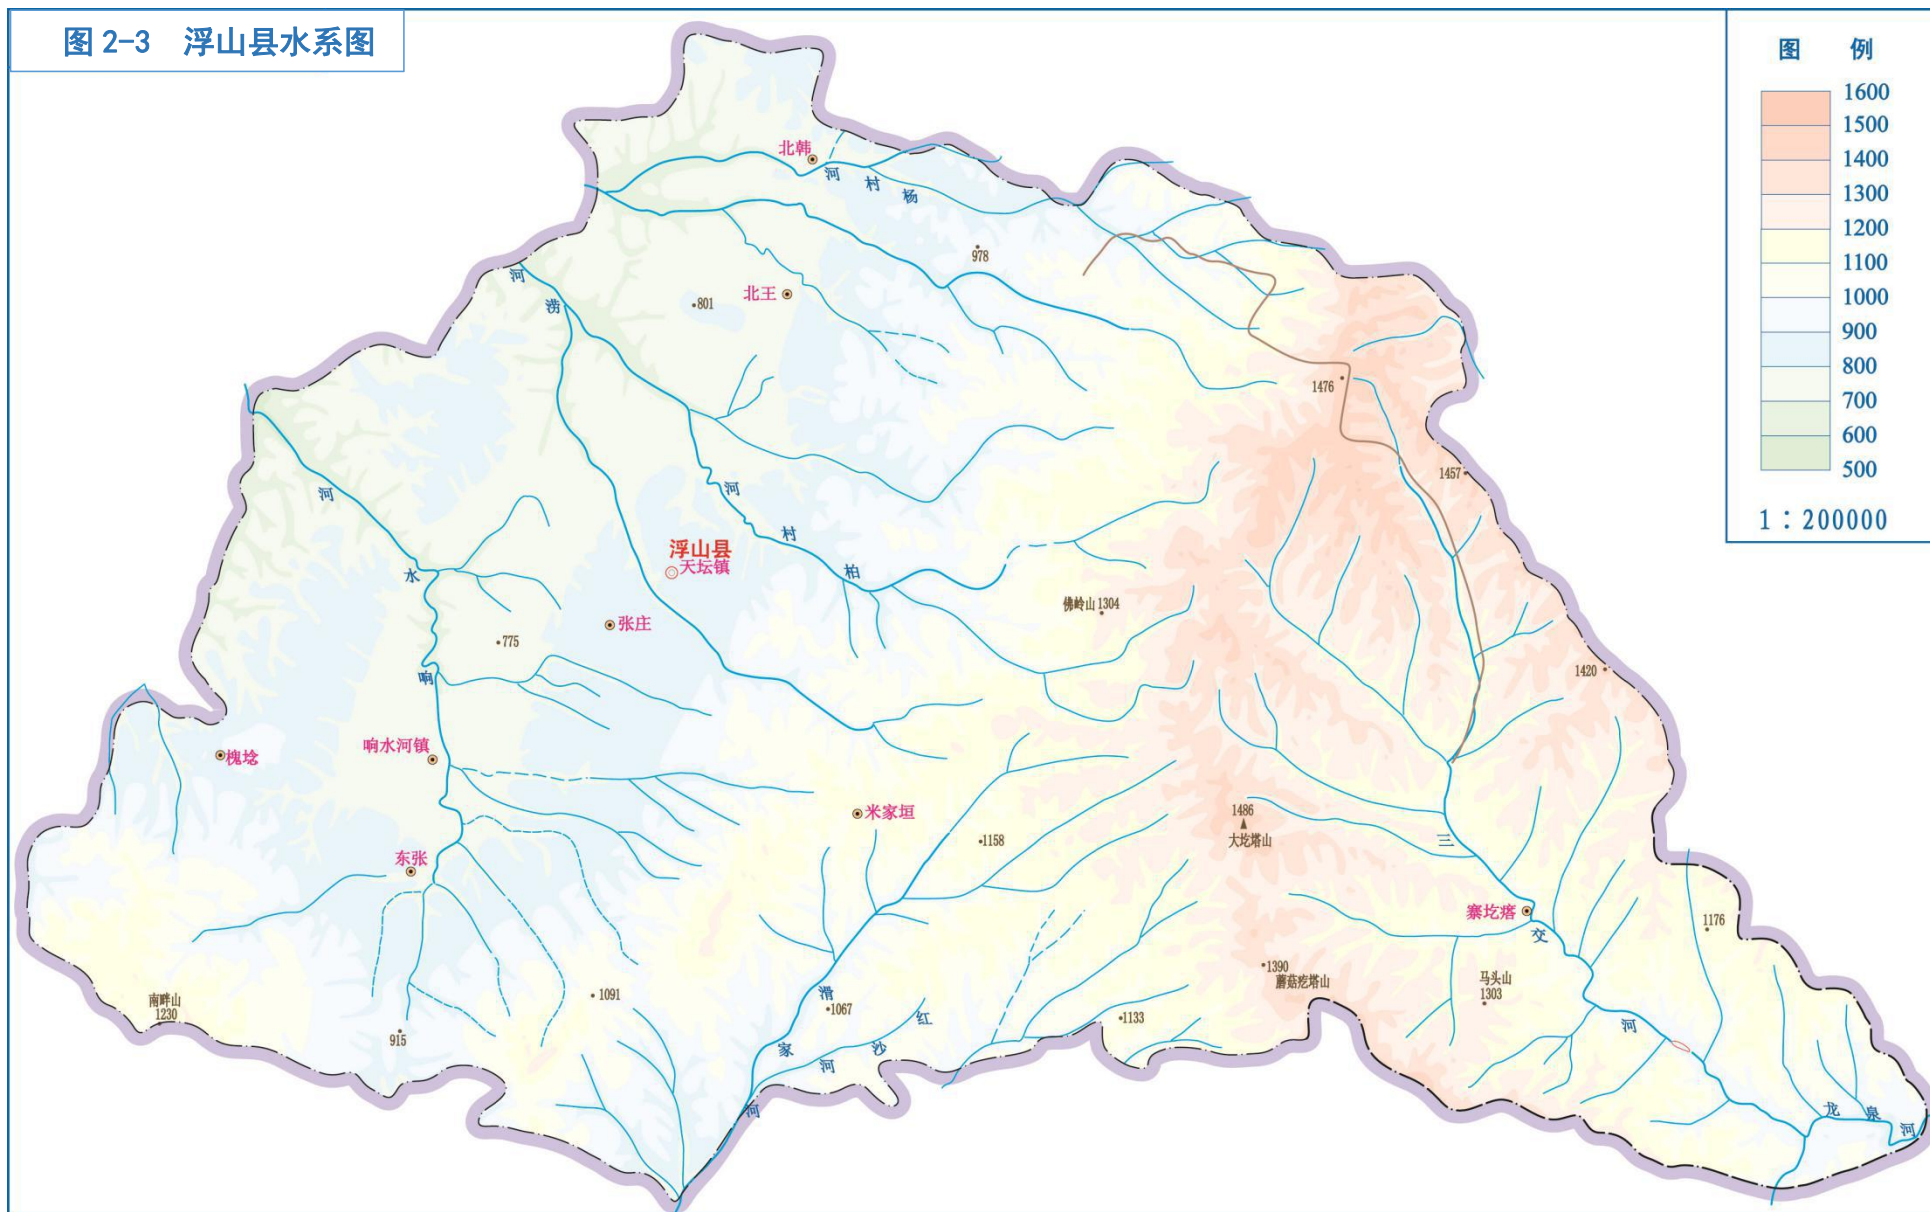 图 2-3 浮山县水系图
图 例
1600
1500
1400
1300
1200
1100
1000
900
800
700
600
500
1：200000
北韩
河村杨
978
河涝
801
北王
1476
1457
河
水
响
河
村
柏
浮山县
天坛镇
佛岭山 1304
张庄
775
1420
槐埝
响水河镇
米家垣
1158
1486
大圪塔山
三
交
河
东张
寨圪瘩
1176
1390
蘑菇疙塔山
马头山
1303
南畔山
1230
915
1091
滑
家
河
1067
红
沙
河
1133
龙泉河